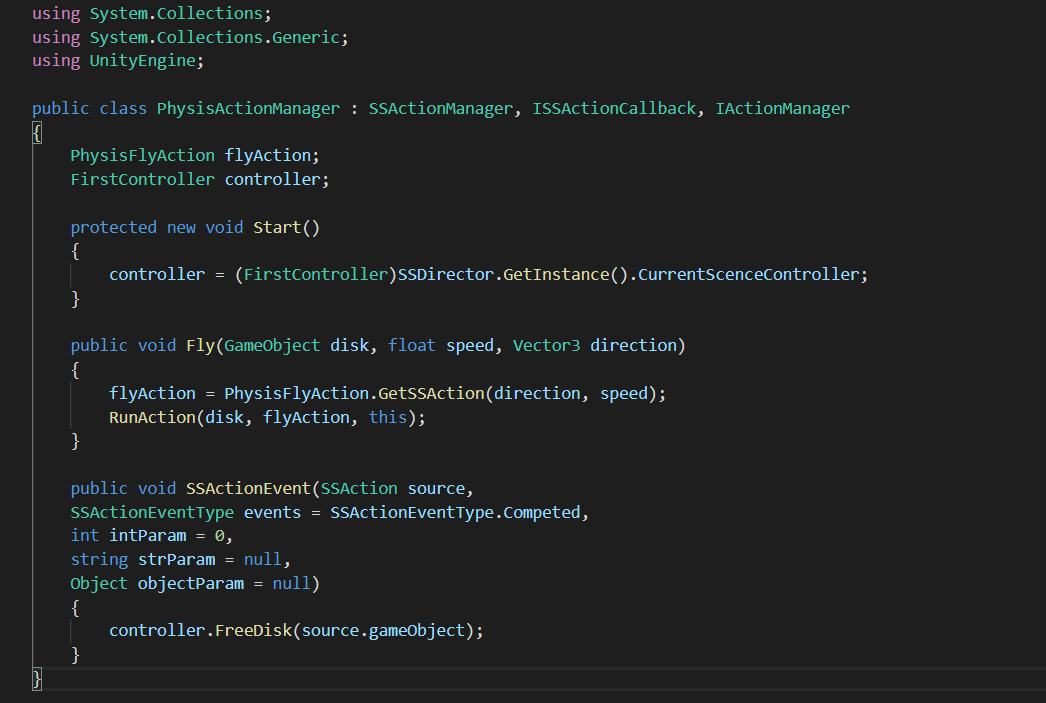 using System.Collections;
using System.Collections.Generic;
using UnityEngine;
public class PhysisActionManager : SSActionManager, ISSActionCallback, IActionManager
{
PhysisFlyAction flyAction;
FirstController controller;
protected new void Start()
{
controller = (FirstController)SSDirector.GetInstance().CurrentScenceController;
}
public void Fly(GameObject disk, float speed, Vector3 direction)
{
flyAction = PhysisFlyAction.GetSSAction(direction, speed);
RunAction(disk, flyAction, this);
}
public void SSActionEvent(SSAction source,
SSActionEventType events = SSActionEventType.Competed,
int intParam = 0,
string strParam = null,
Object objectParam = null)
{
controller.FreeDisk(source.gameObject);
}
}